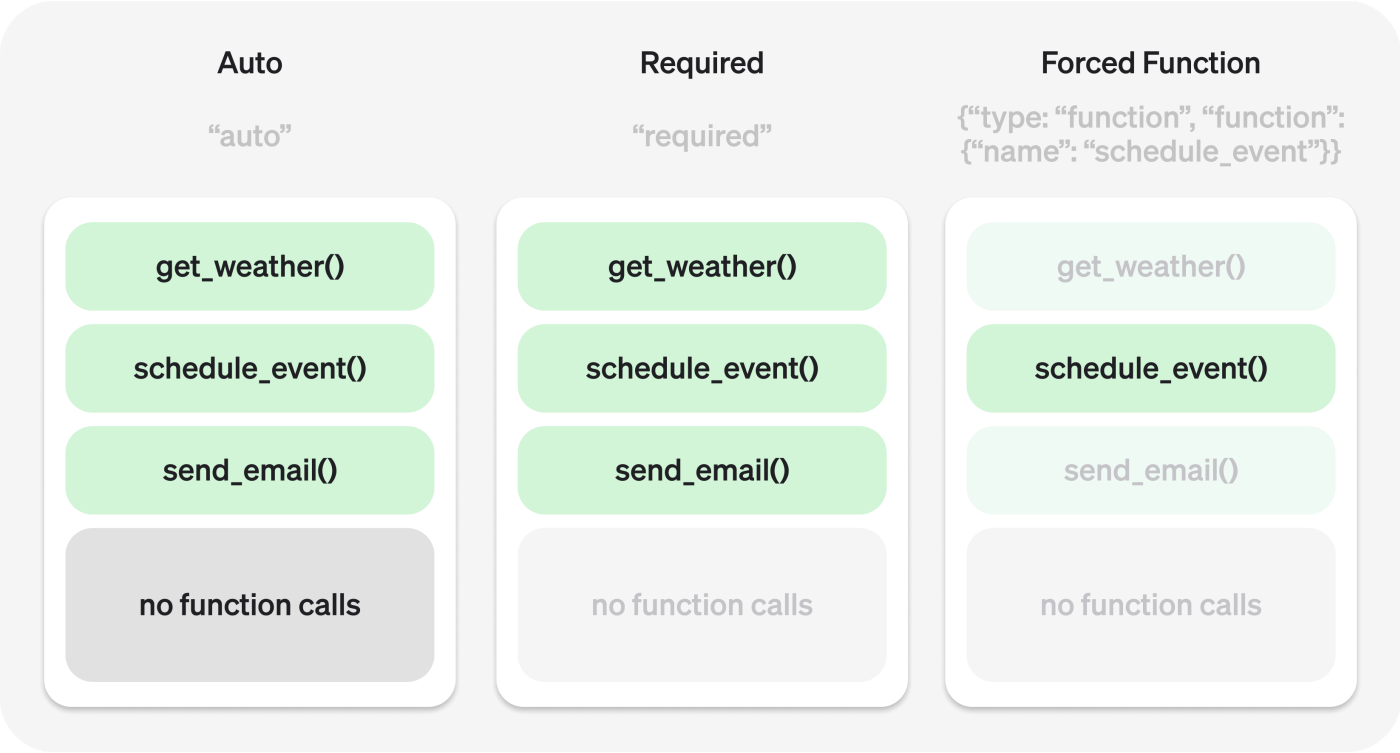 Auto
“auto”
get_weather()
schedule_event()
send_email()
no function calls
Required
“required”
get_weather()
schedule_event()
send_email()
no function calls
Forced Function
{“type: “function”, “function”:
{“name”: “schedule_event”}}
get_weather()
schedule_event()
send_email()
no function calls